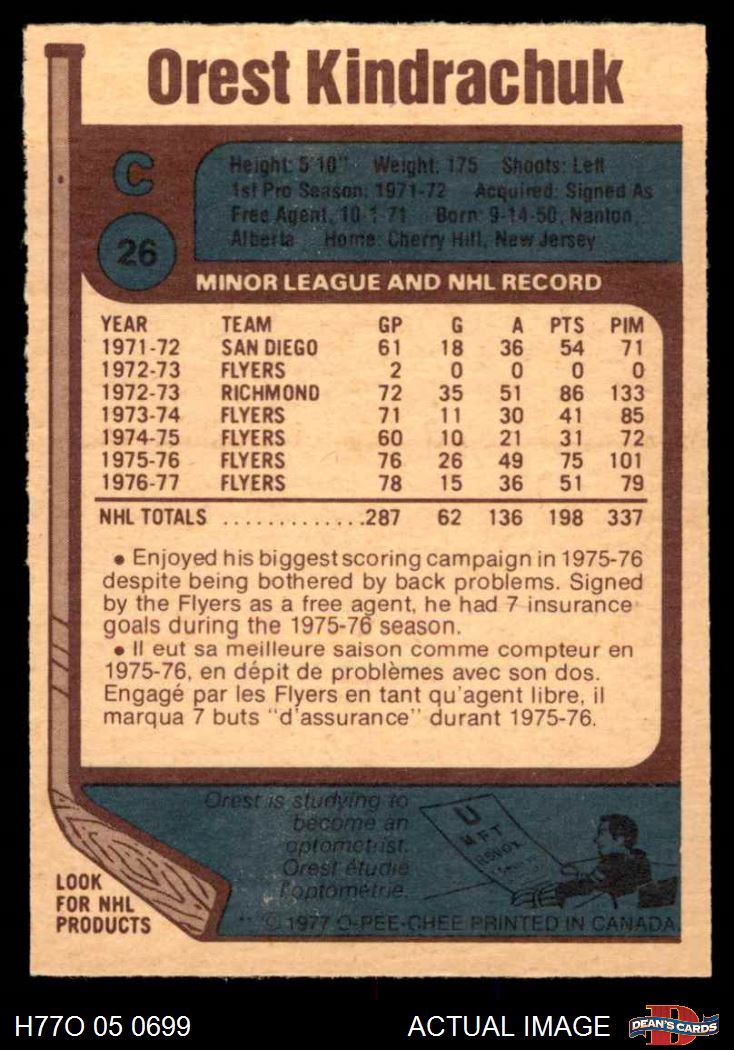 Orest Kindrachuk
C
26
Height: 5'10" Weight: 175 Shoots: Left
1st Pro Season: 1971-72 Acquired: Signed As
Free Agent, 10-1-71 Born: 9-14-50, Nanton,
Alberta Home: Cherry Hill, New Jersey
MINOR LEAGUE AND NHL RECORD
YEAR TEAM GP G A PTS PIM
1971-72 SAN DIEGO 61 18 36 54 71
1972-73 FLYERS 2 0 0 0 0
1972-73 RICHMOND 72 35 51 86 133
1973-74 FLYERS 71 11 30 41 85
1974-75 FLYERS 60 10 21 31 72
1975-76 FLYERS 76 26 49 75 101
1976-77 FLYERS 78 15 36 51 79
NHL TOTALS .............287 62 136 198 337
• Enjoyed his biggest scoring campaign in 1975-76
despite being bothered by back problems. Signed
by the Flyers as a free agent, he had 7 insurance
goals during the 1975-76 season.
• Il eut sa meilleure saison comme compteur en
1975-76, en dépit de problèmes avec son dos.
Engagé par les Flyers en tant qu'agent libre, il
marqua 7 buts "d'assurance" durant 1975-76.
Orest is studying to
become an
optometrist.
Orest étudie
l'optométrie.
U
M F T
LOOK
FOR NHL
PRODUCTS
** © 1977 O-PEE-CHEE PRINTED IN CANADA
H77O 05 0699
ACTUAL IMAGE
D
DEAN'S CARDS